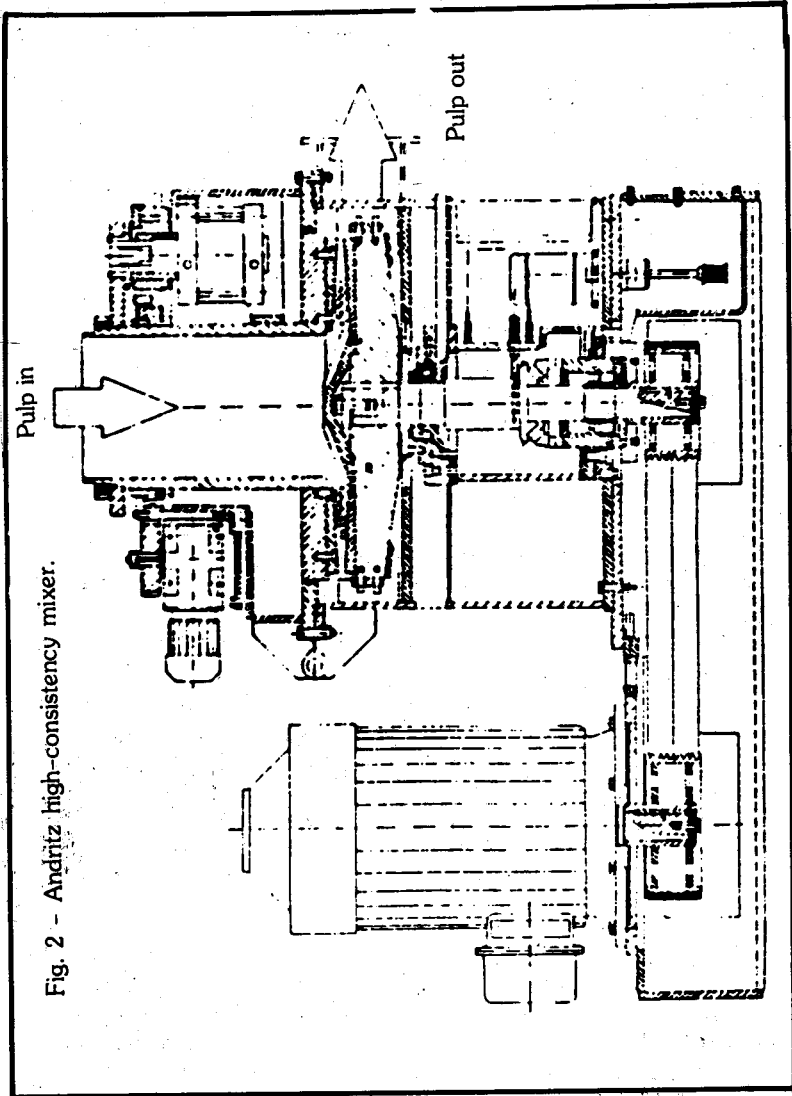 Fig. 2 - Andritz high-consistency mixer.
Pulp in
Pulp out